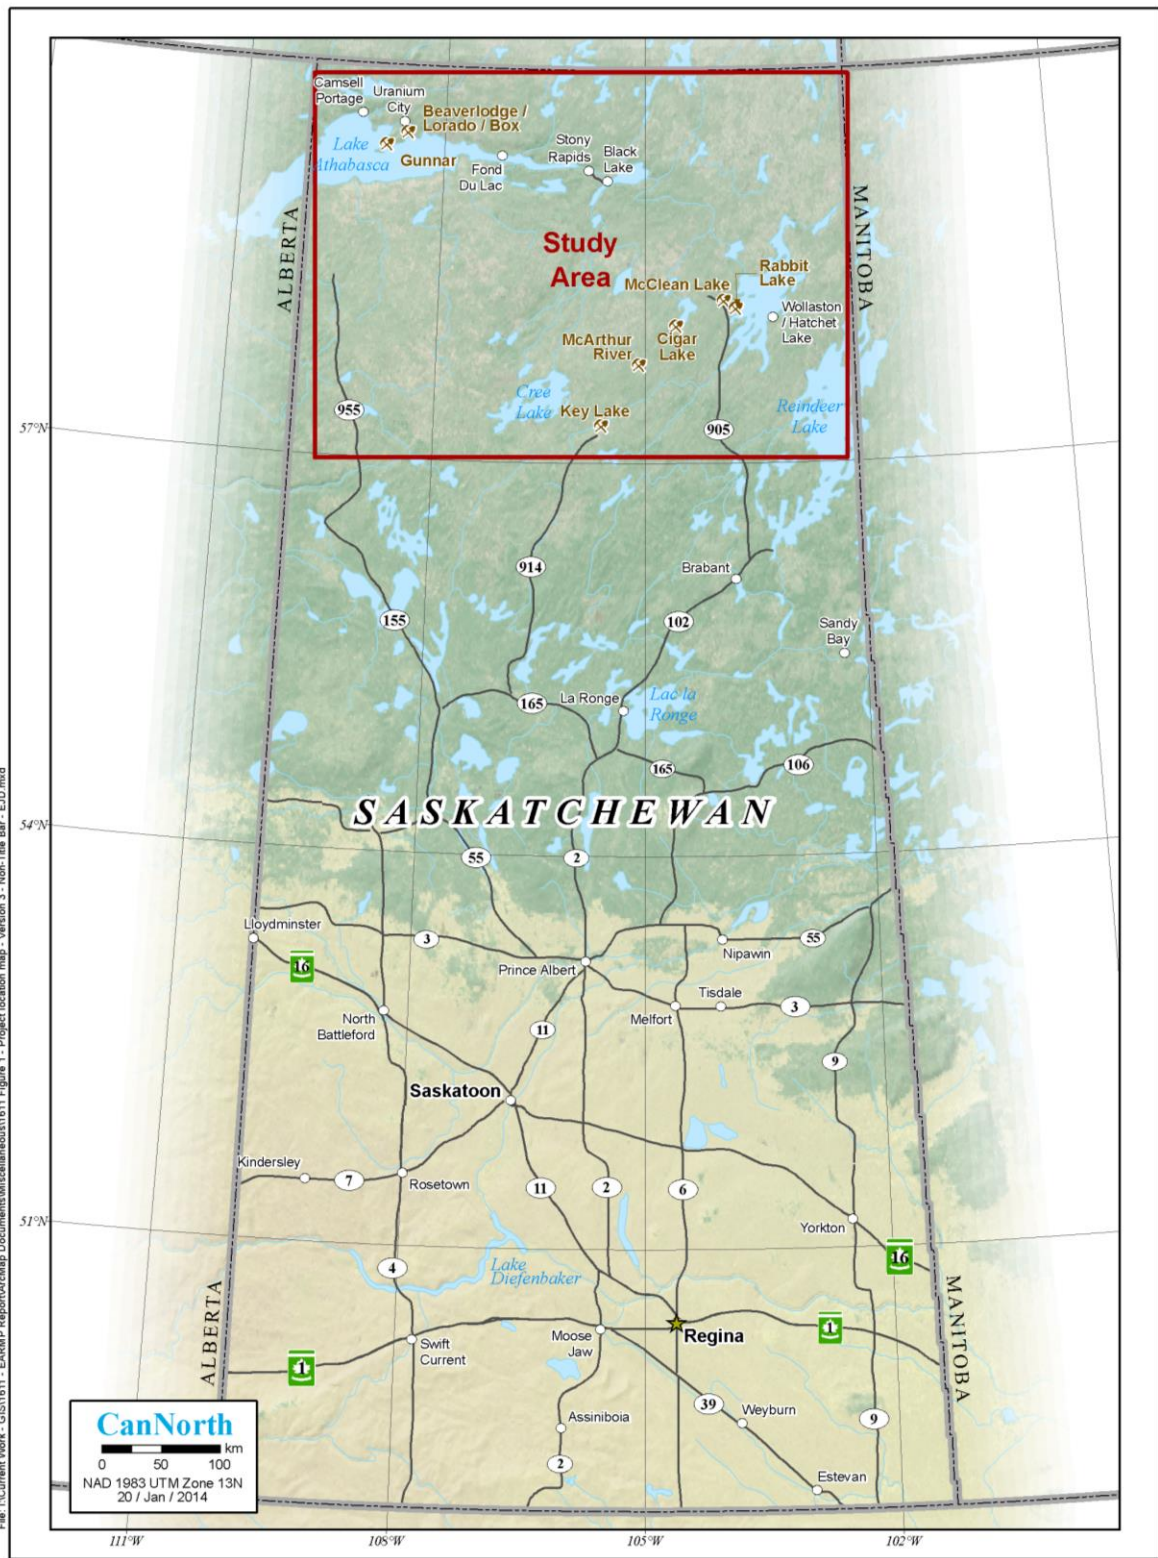 Camsell
Portage
Uranium
City
Beaverlodge /
Lorado / Box
Lake
Athabasca
Gunnar
Fond
Du Lac
Stony
Rapids
Black
Lake
ALBERTA
MANITOBA
Study
Area
McClean Lake
Rabbit
Lake
Wollaston
/ Hatchet
Lake
McArthur
River
Cigar
Lake
Cree
Lake
Key Lake
Reindeer
Lake
955
905
57°N
914
Brabant
155
102
Sandy
Bay
165
La Ronge
Lac la
Ronge
165
106
SASKATCHEWAN
54°N
55
2
Lloydminster
3
16
Prince Albert
Nipawin
55
North
Battleford
Melfort
Tisdale
3
11
9
Saskatoon
Kindersley
7
Rosetown
11
2
6
51°N
Yorkton
16
4
Lake
Diefenbaker
ALBERTA
MANITOBA
1
Swift
Current
Moose
Jaw
Regina
1
39
Weyburn
9
Assiniboia
2
Estevan
CanNorth
km
0 50 100
NAD 1983 UTM Zone 13N
20 / Jan / 2014
111°W 108°W 105°W 102°W